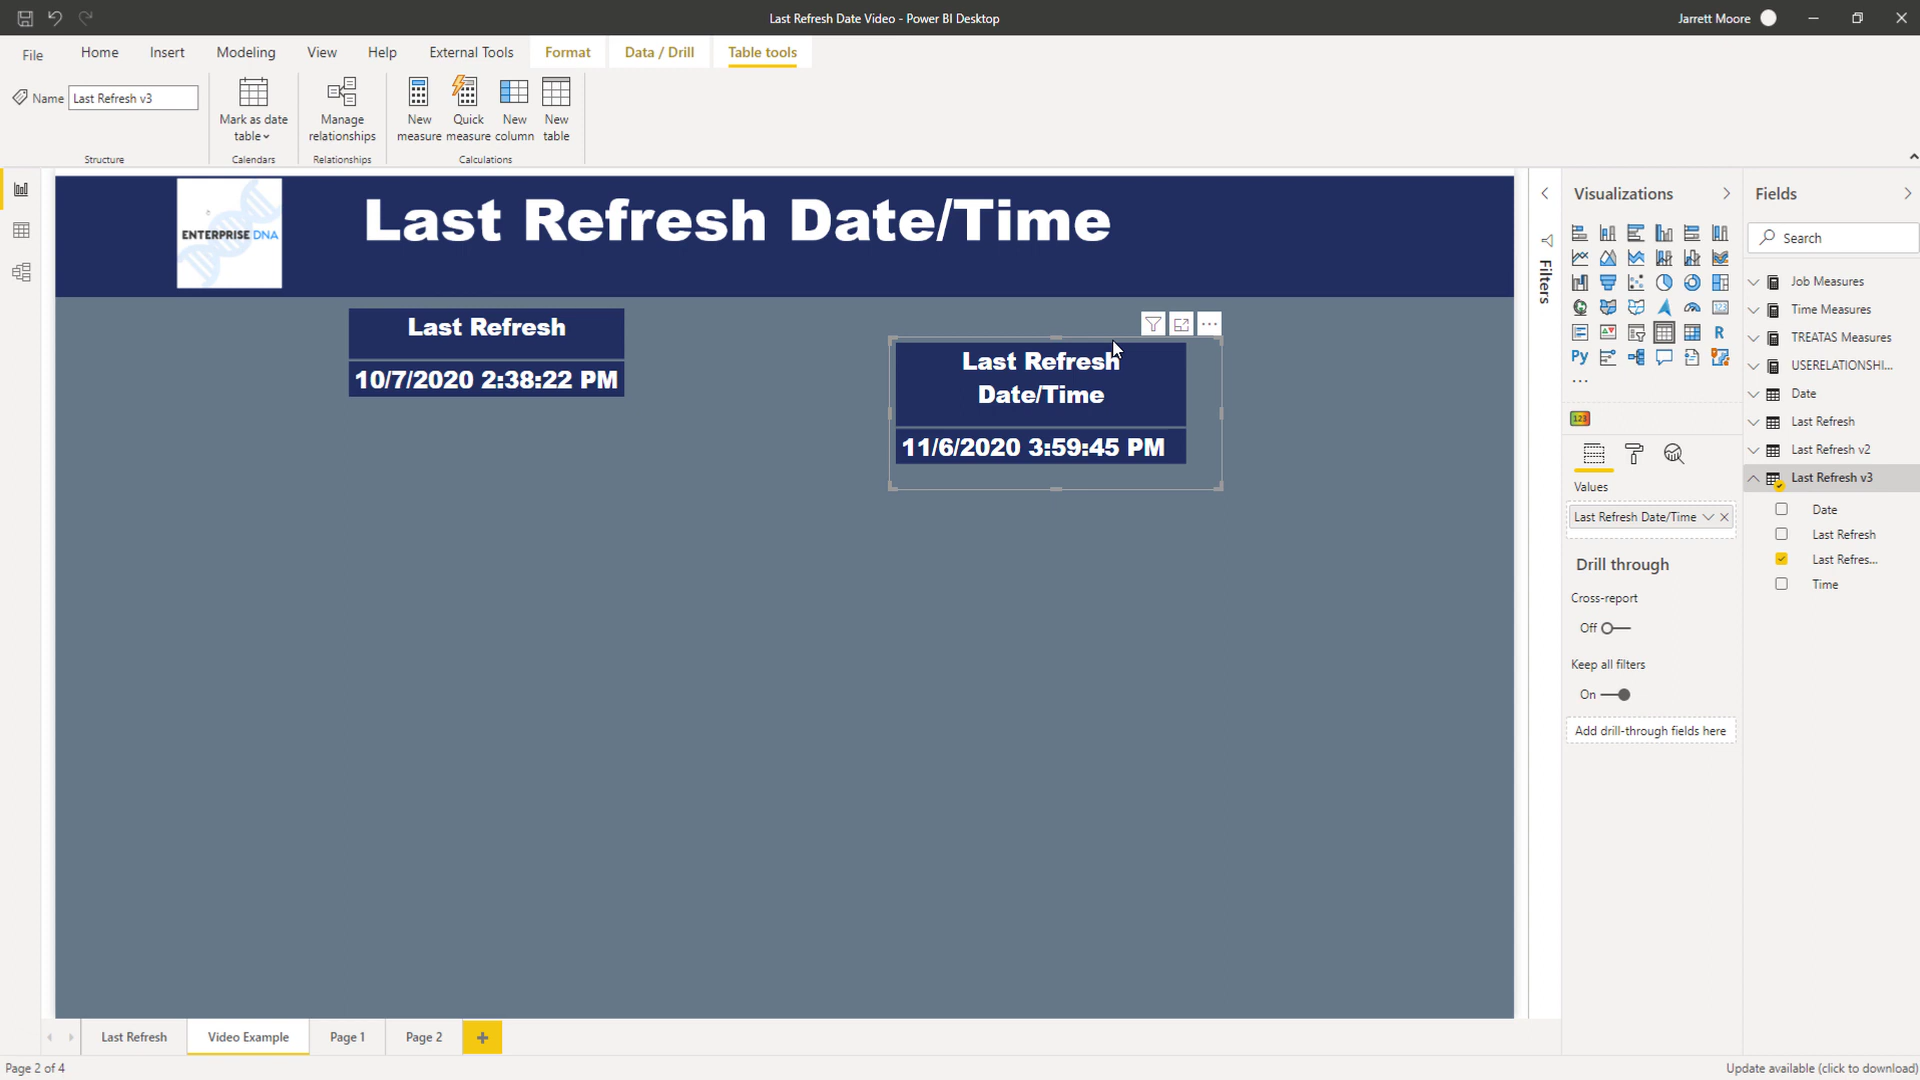 Last Refresh Date Video - Power BI Desktop
Jarrett Moore
File
Home
Insert
Modeling
View
Help
External Tools
Format
Data / Drill
Table tools
Name
Last Refresh v3
Mark as date
table
Manage
relationships
New
measure
Quick
measure
New
column
New
table
Structure
Calendars
Relationships
Calculations
ENTERPRISE DNA
Last Refresh Date/Time
Last Refresh
10/7/2020 2:38:22 PM
Last Refresh
Date/Time
11/6/2020 3:59:45 PM
Filters
Visualizations
R
Py
123
Values
Last Refresh Date/Time
Drill through
Cross-report
Off
Keep all filters
On
Add drill-through fields here
Fields
Search
Job Measures
Time Measures
TREATAS Measures
USERELATIONSHI...
Date
Last Refresh
Last Refresh v2
Last Refresh v3
Date
Last Refresh
Last Refres...
Time
Last Refresh
Video Example
Page 1
Page 2
+
Page 2 of 4
Update available (click to download)